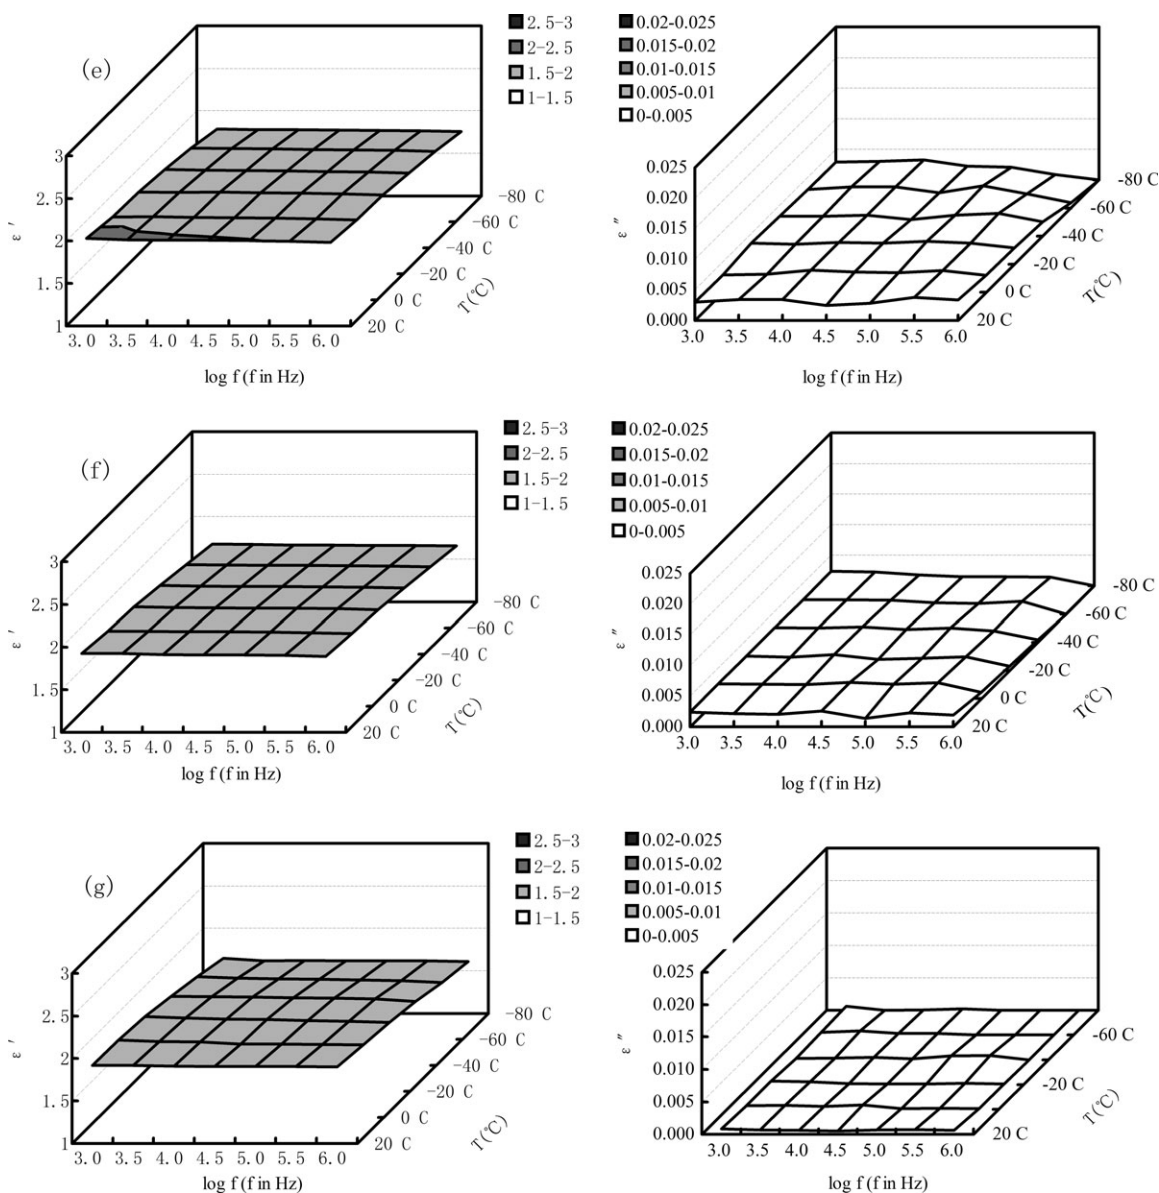 (e)
2.5-3
2-2.5
1.5-2
1-1.5
3
2.5
2
1.5
1
ε ′
3.0 3.5 4.0 4.5 5.0 5.5 6.0
log f (f in Hz)
-80 C
-60 C
-40 C
-20 C
0 C
20 C
T(℃)
0.02-0.025
0.015-0.02
0.01-0.015
0.005-0.01
0-0.005
0.025
0.020
0.015
0.010
0.005
0.000
ε ″
3.0 3.5 4.0 4.5 5.0 5.5 6.0
log f (f in Hz)
-80 C
-60 C
-40 C
-20 C
0 C
20 C
T(℃)
(f)
2.5-3
2-2.5
1.5-2
1-1.5
3
2.5
2
1.5
1
ε ′
3.0 3.5 4.0 4.5 5.0 5.5 6.0
log f (f in Hz)
-80 C
-60 C
-40 C
-20 C
0 C
20 C
T(℃)
0.02-0.025
0.015-0.02
0.01-0.015
0.005-0.01
0-0.005
0.025
0.020
0.015
0.010
0.005
0.000
ε ″
3.0 3.5 4.0 4.5 5.0 5.5 6.0
log f (f in Hz)
-80 C
-60 C
-40 C
-20 C
0 C
20 C
T(℃)
(g)
2.5-3
2-2.5
1.5-2
1-1.5
3
2.5
2
1.5
1
ε ′
3.0 3.5 4.0 4.5 5.0 5.5 6.0
log f (f in Hz)
-80 C
-60 C
-40 C
-20 C
0 C
20 C
T(℃)
0.02-0.025
0.015-0.02
0.01-0.015
0.005-0.01
0-0.005
0.025
0.020
0.015
0.010
0.005
0.000
ε ″
3.0 3.5 4.0 4.5 5.0 5.5 6.0
log f (f in Hz)
-60 C
-20 C
20 C
T(℃)